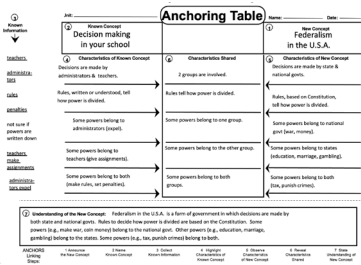 Unit:
Anchoring Table
Name:
Date:
3
Known
Information
2
Known Concept
Decision making
in your school
1
New Concept
Federalism
in the U.S.A.
teachers
administra-
tors
rules
penalties
not sure if
powers are
written down
teachers
make
assignments
administra-
tors expel
4
Characteristics of Known Concept
Decisions are made by
administrators & teachers.
Rules, written or understood, tell
how power is divided.
Some powers belong to
administrators (expel).
Some powers belong to
teachers (give assignments).
Some powers belong to both
(make rules, set penalties).
6
Characteristics Shared
2 groups are involved.
Rules tell how power is divided.
Some powers belong to one group.
Some powers belong to the other group.
Some powers belong to both
groups.
5
Characteristics of New Concept
Decisions are made by state &
national govts.
Rules, based on Constitution,
tell how power is divided.
Some powers belong to national
govt (war, money).
Some powers belong to states
(education, marriage, gambling).
Some powers belong to both
(tax, punish crimes).
7
Understanding of the New Concept: Federalism in the U.S.A. is a form of government in which decisions are made by
both state and national govts. Rules to decide how power is divided are based on the Constitution. Some
powers (e.g., make war, coin money) belong to the national govt. Other powers (e.g., education, marriage,
gambling) belong to the states. Some powers (e.g., tax, punish crimes) belong to both.
ANCHORS
Linking
Steps:
1 Announce
the New Concept
2 Name
Known Concept
3 Collect
Known Information
4 Highlight
Characteristics of
Known Concept
5 Observe
Characteristics of
New Concept
6 Reveal
Characteristics
Shared
7 State
Understanding of
New Concept